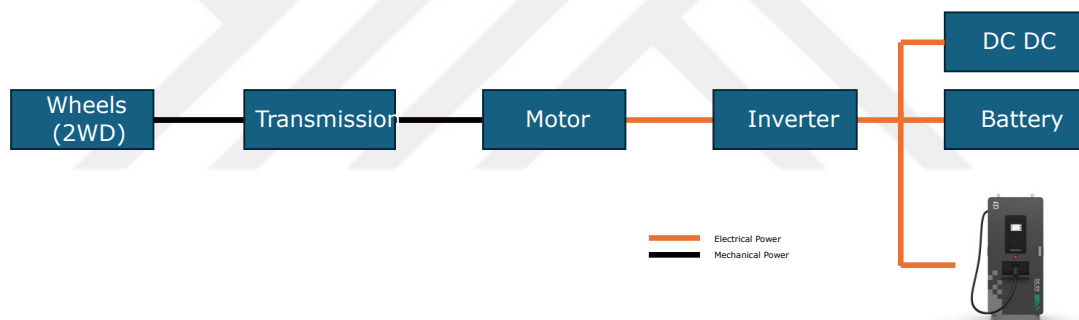 DC DC
Wheels
(2WD)
Transmission
Motor
Inverter
Battery
Electrical Power
Mechanical Power